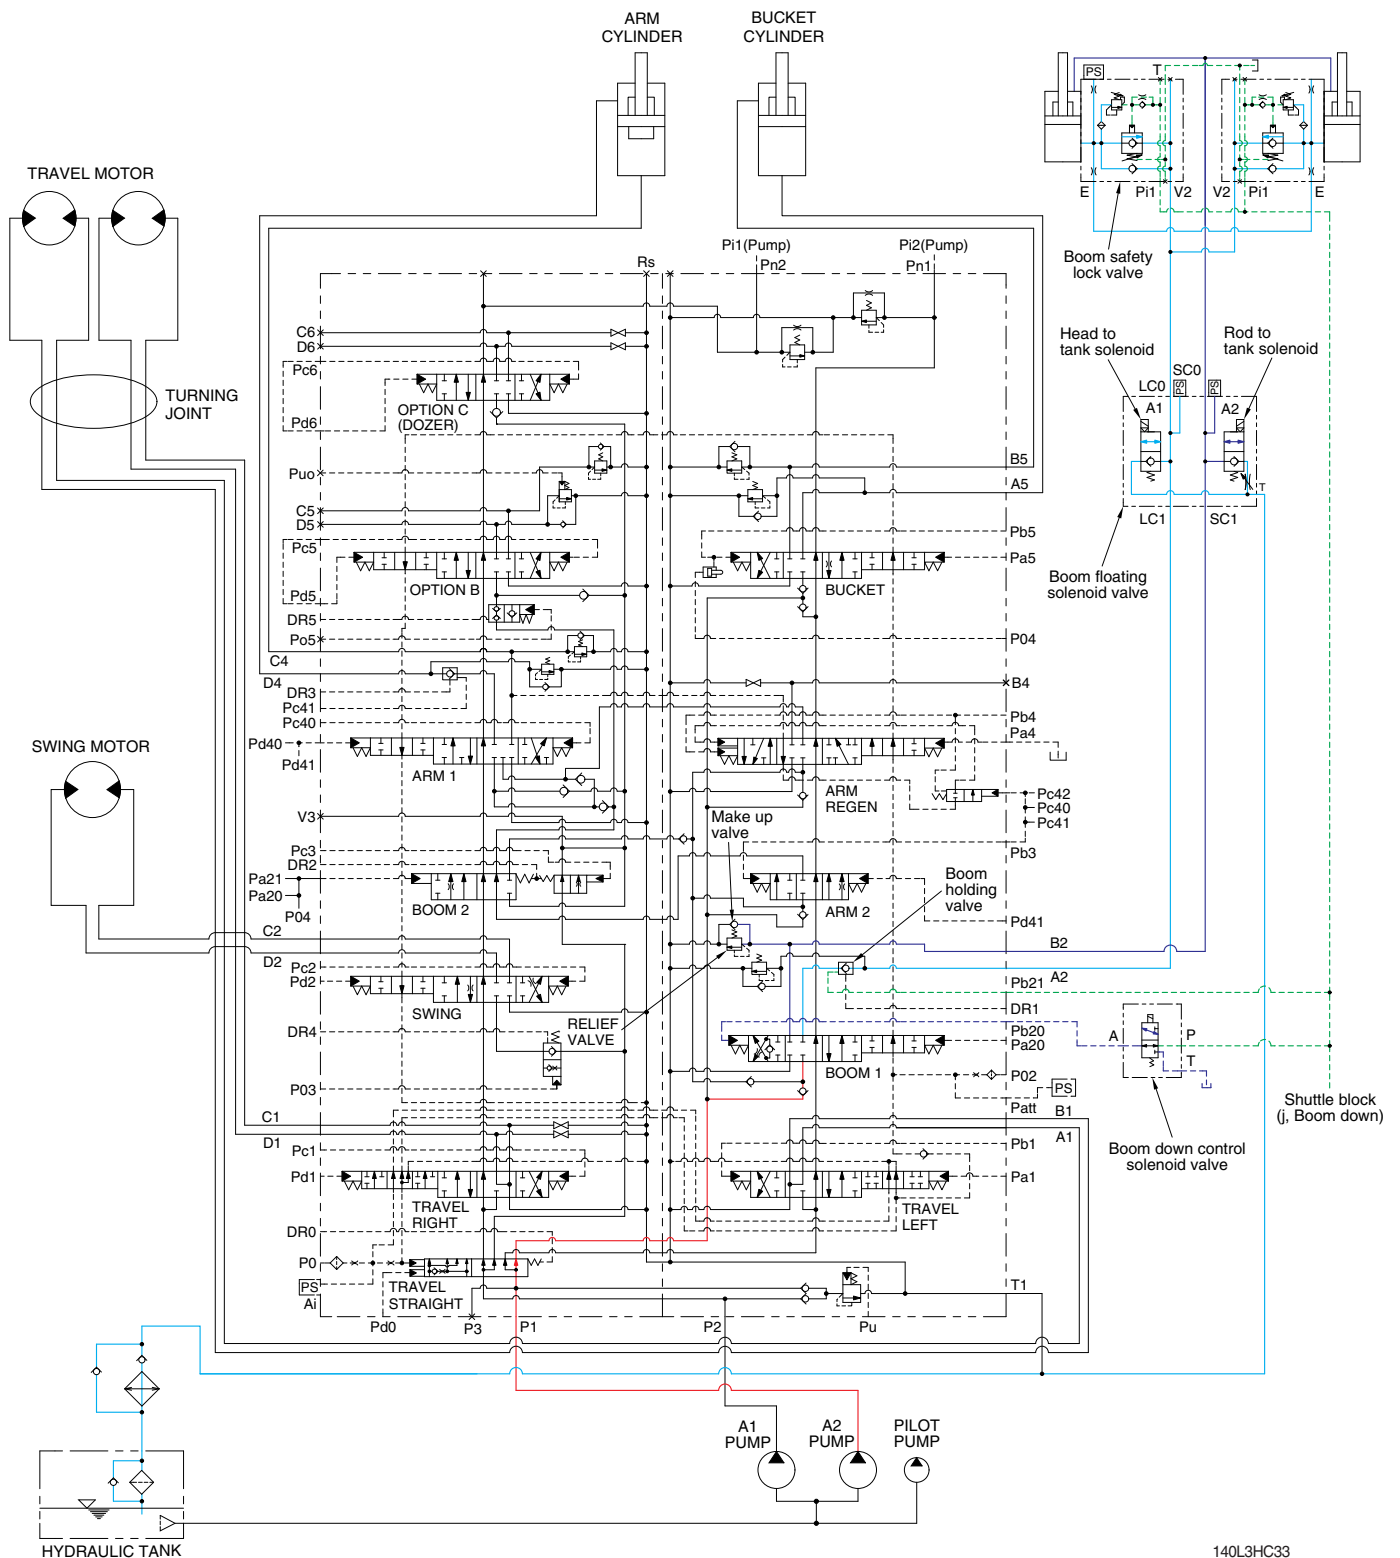 ARM
CYLINDER
BUCKET
CYLINDER
PS
T
E
Pi1
V2
V2
Pi1
E
Boom safety
lock valve
TRAVEL MOTOR
TURNING
JOINT
Pi1(Pump)
Pi2(Pump)
Rs
Pn2
Pn1
Head to
tank solenoid
Rod to
tank solenoid
SC0
LC0
PS
PS
A1
A2
T
LC1
SC1
Boom floating
solenoid valve
C6
D6
Pc6
Pd6
OPTION C
(DOZER)
Puo
C5
D5
Pc5
Pd5
OPTION B
DR5
Po5
C4
D4
DR3
Pc41
Pc40
Pd40
Pd41
ARM 1
V3
Pc3
DR2
Pa21
Pa20
P04
BOOM 2
C2
D2
Pc2
Pd2
SWING
DR4
P03
C1
D1
Pc1
Pd1
TRAVEL
RIGHT
DR0
P0
PS
Ai
TRAVEL
STRAIGHT
Pd0
P3
P1
P2
Pu
T1
B5
A5
Pb5
Pa5
BUCKET
P04
B4
Pb4
Pa4
ARM
REGEN
Pc42
Pc40
Pc41
Make up
valve
Pb3
Boom
holding
valve
ARM 2
Pd41
B2
A2
Pb21
DR1
RELIEF
VALVE
Pb20
Pa20
BOOM 1
P02
PS
Patt
B1
A1
Pb1
Pa1
TRAVEL
LEFT
A
P
T
Boom down control
solenoid valve
Shuttle block
(j, Boom down)
SWING MOTOR
A1
PUMP
A2
PUMP
PILOT
PUMP
HYDRAULIC TANK
140L3HC33